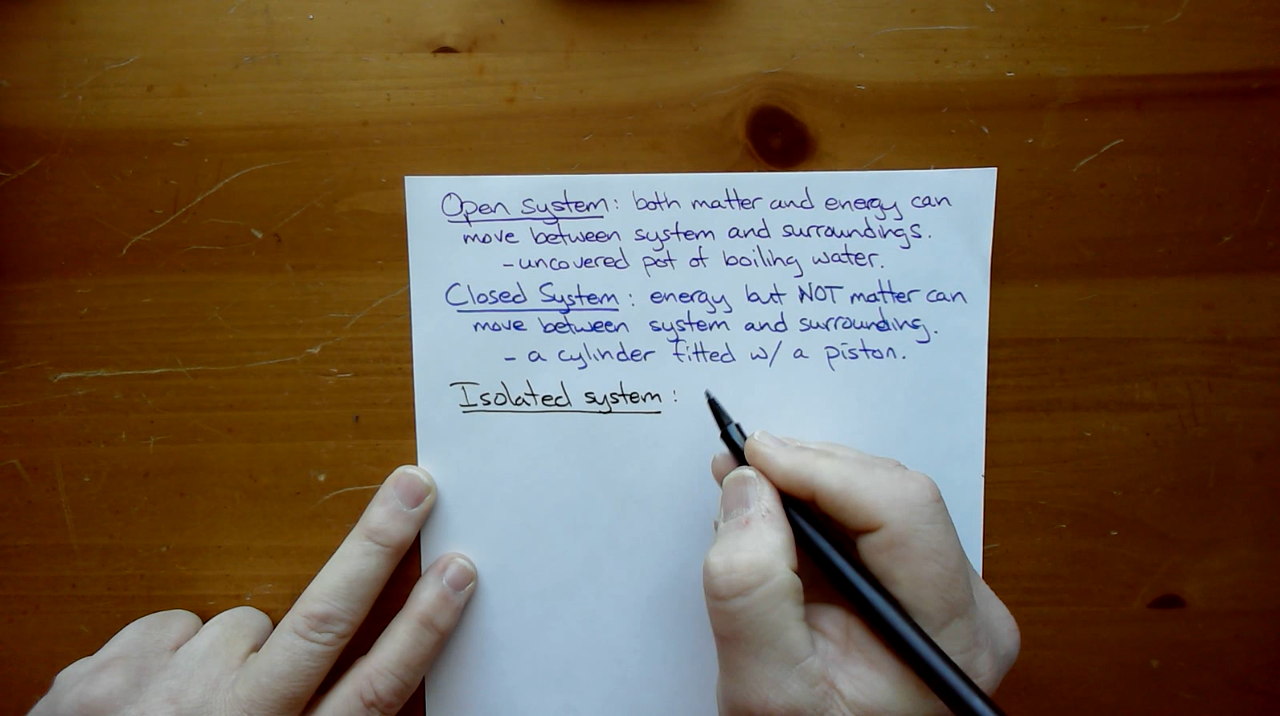 Open system: both matter and energy can
move between system and surroundings.
-uncovered pot of boiling water.
Closed System: energy but NOT matter can
move between system and surrounding.
- a cylinder fitted w/ a piston.
Isolated system: